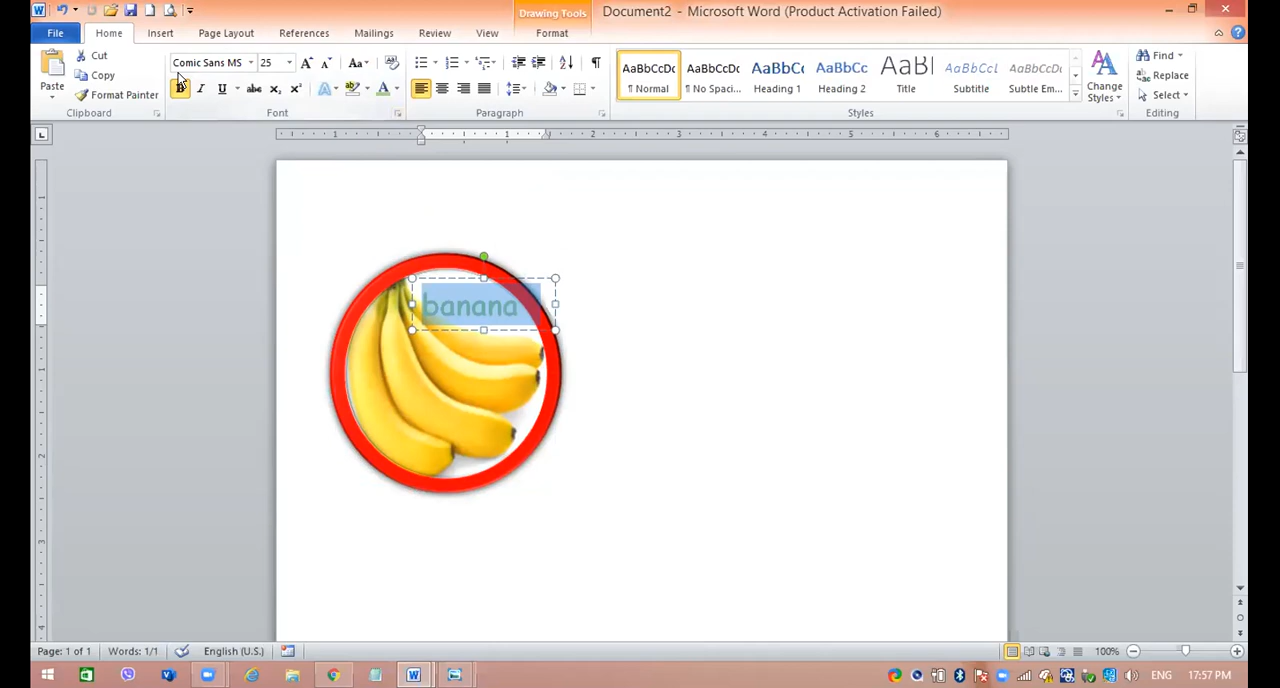 Document2 - Microsoft Word (Product Activation Failed)
Drawing Tools
File Home Insert Page Layout References Mailings Review View Format
Paste
Cut
Copy
Format Painter
Clipboard
Comic Sans MS 25
Font
Paragraph
AaBbCcDc AaBbCcDc AaBbCc AaBbCc AaBl AaBbCcL AaBbCcDc
¶ Normal ¶ No Spaci... Heading 1 Heading 2 Title Subtitle Subtle Em...
Change Styles
Styles
Find
Replace
Select
Editing
banana
Page: 1 of 1 Words: 1/1 English (U.S.) 100%
ENG 17:57 PM